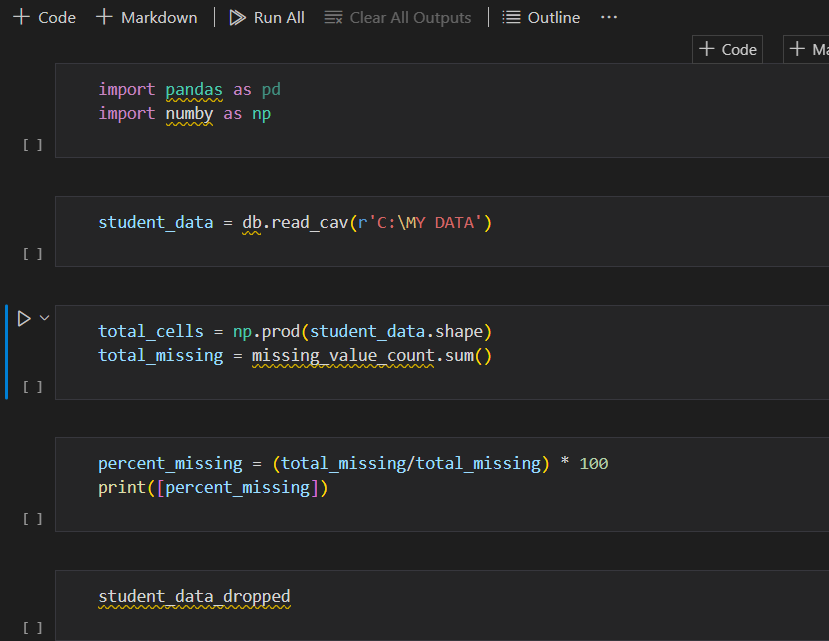 Code Markdown Run All Clear All Outputs Outline ...
Code Ma
import pandas as pd
import numby as np
[ ]
student_data = db.read_cav(r'C:\MY DATA')
[ ]
total_cells = np.prod(student_data.shape)
total_missing = missing_value_count.sum()
[ ]
percent_missing = (total_missing/total_missing) * 100
print([percent_missing])
[ ]
student_data_dropped
[ ]